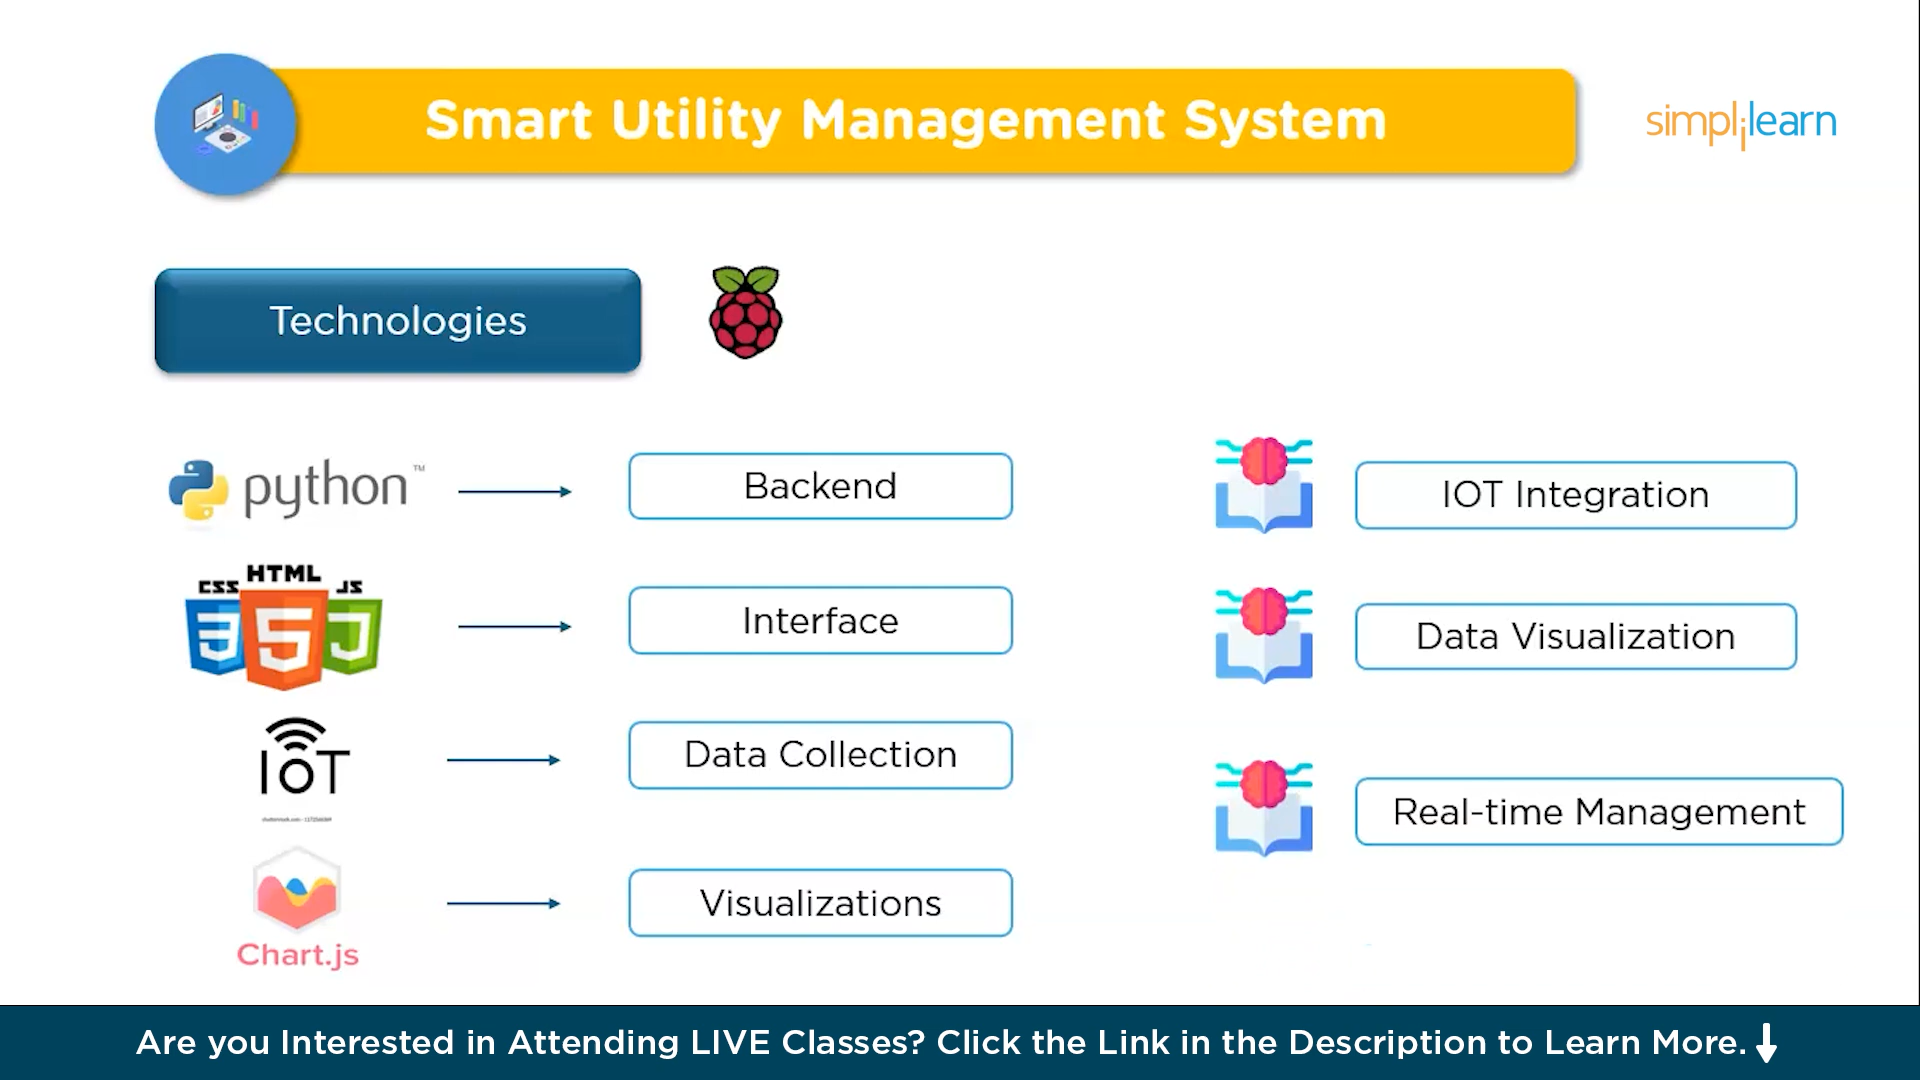 Smart Utility Management System
simplilearn
Technologies
python™
Backend
CSS HTML JS
Interface
IoT
Data Collection
Chart.js
Visualizations
IOT Integration
Data Visualization
Real-time Management
Are you Interested in Attending LIVE Classes? Click the Link in the Description to Learn More.